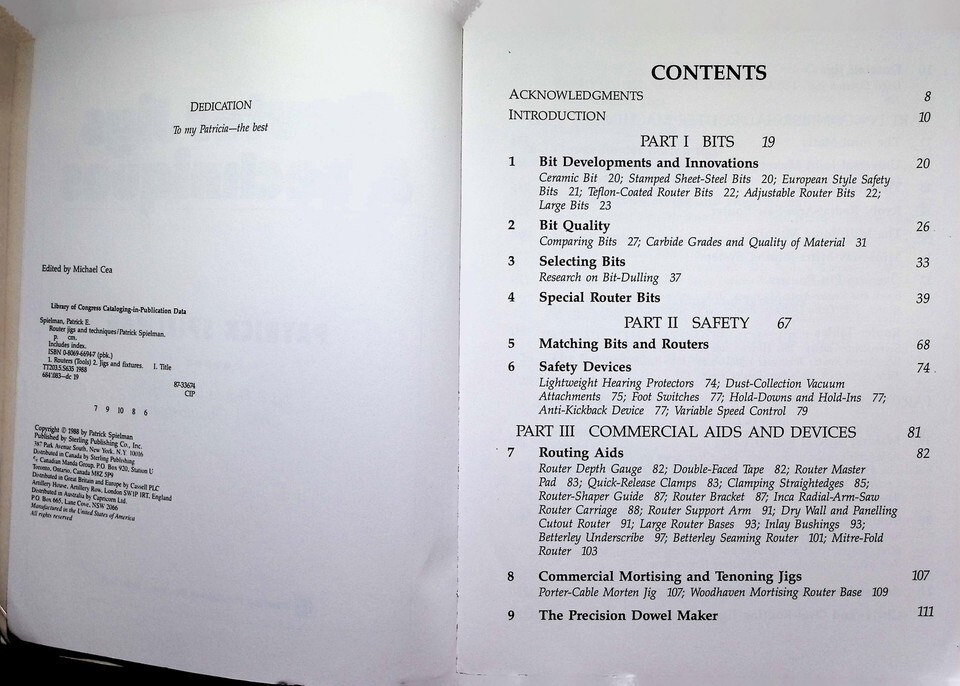 DEDICATION
To my Patricia—the best
Edited by Michael Cea
Library of Congress Cataloging-in-Publication Data
Spielman, Patrick E.
Router jigs and techniques/Patrick Spielman.
p. cm.
Includes index.
ISBN 0-8069-6694-7 (pbk.)
1. Routers (Tools) 2. Jigs and fixtures. I. Title
TT203.5.S635 1988
684'.083—dc 19
87-33674
CIP
7 9 10 8 6
Copyright © 1988 by Patrick Spielman
Published by Sterling Publishing Co., Inc.
387 Park Avenue South, New York, N.Y. 10016
Distributed in Canada by Sterling Publishing
% Canadian Manda Group, P.O. Box 920, Station U
Toronto, Ontario, Canada M8Z 5P9
Distributed in Great Britain and Europe by Cassell PLC
Artillery House, Artillery Row, London SW1P 1RT, England
Distributed in Australia by Capricorn Ltd.
P.O. Box 665, Lane Cove, NSW 2066
Manufactured in the United States of America
All rights reserved
CONTENTS
ACKNOWLEDGMENTS 8
INTRODUCTION 10
PART I BITS 19
1 Bit Developments and Innovations 20
Ceramic Bit 20; Stamped Sheet-Steel Bits 20; European Style Safety
Bits 21; Teflon-Coated Router Bits 22; Adjustable Router Bits 22;
Large Bits 23
2 Bit Quality 26
Comparing Bits 27; Carbide Grades and Quality of Material 31
3 Selecting Bits 33
Research on Bit-Dulling 37
4 Special Router Bits 39
PART II SAFETY 67
5 Matching Bits and Routers 68
6 Safety Devices 74
Lightweight Hearing Protectors 74; Dust-Collection Vacuum
Attachments 75; Foot Switches 77; Hold-Downs and Hold-Ins 77;
Anti-Kickback Device 77; Variable Speed Control 79
PART III COMMERCIAL AIDS AND DEVICES 81
7 Routing Aids 82
Router Depth Gauge 82; Double-Faced Tape 82; Router Master
Pad 83; Quick-Release Clamps 83; Clamping Straightedges 85;
Router-Shaper Guide 87; Router Bracket 87; Inca Radial-Arm-Saw
Router Carriage 88; Router Support Arm 91; Dry Wall and Panelling
Cutout Router 91; Large Router Bases 93; Inlay Bushings 93;
Betterley Underscribe 97; Betterley Seaming Router 101; Mitre-Fold
Router 103
8 Commercial Mortising and Tenoning Jigs 107
Porter-Cable Morten Jig 107; Woodhaven Mortising Router Base 109
9 The Precision Dowel Maker 111